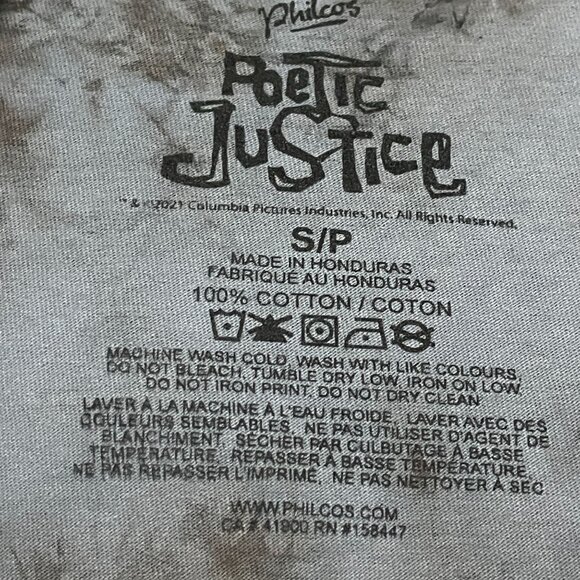 Philcos
Poetic
Justice
™ & ©2021 Columbia Pictures Industries, Inc. All Rights Reserved.
S/P
MADE IN HONDURAS
FABRIQUE AU HONDURAS
100% COTTON / COTON
MACHINE WASH COLD, WASH WITH LIKE COLOURS,
DO NOT BLEACH. TUMBLE DRY LOW, IRON ON LOW.
DO NOT IRON PRINT. DO NOT DRY CLEAN
LAVER À LA MACHINE À L'EAU FROIDE, LAVER AVEC DES
COULEURS SEMBLABLES. NE PAS UTILISER D'AGENT DE
BLANCHIMENT. SÉCHER PAR CULBUTAGE À BASSE
TEMPÉRATURE. REPASSER À BASSE TEMPÉRATURE.
NE PAS REPASSER L'IMPRIMÉ. NE PAS NETTOYER À SEC.
WWW.PHILCOS.COM
CA # 41900 RN #158447